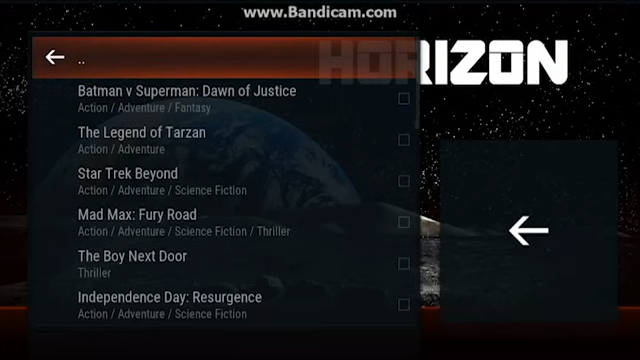 www.Bandicam.com
HORIZON
..
Batman v Superman: Dawn of Justice
Action / Adventure / Fantasy
The Legend of Tarzan
Action / Adventure
Star Trek Beyond
Action / Adventure / Science Fiction
Mad Max: Fury Road
Action / Adventure / Science Fiction / Thriller
The Boy Next Door
Thriller
Independence Day: Resurgence
Action / Adventure / Science Fiction